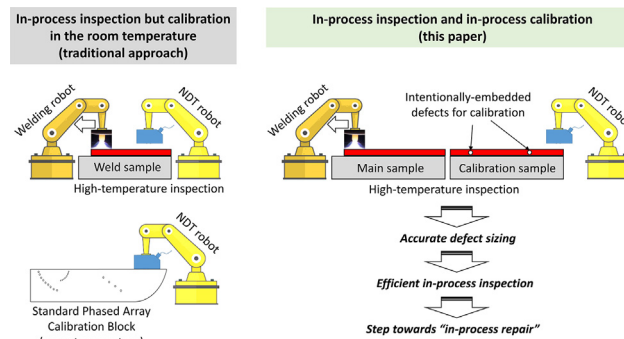 In-process inspection but calibration
in the room temperature
(traditional approach)
Welding robot
NDT robot
Weld sample
High-temperature inspection
NDT
robot
Standard Phased Array
Calibration Block
In-process inspection and in-process calibration
(this paper)
Welding robot
Intentionally-embedded
defects for calibration
NDT robot
Main sample
Calibration sample
High-temperature inspection
Accurate defect sizing
Efficient in-process inspection
Step towards “in-process repair”